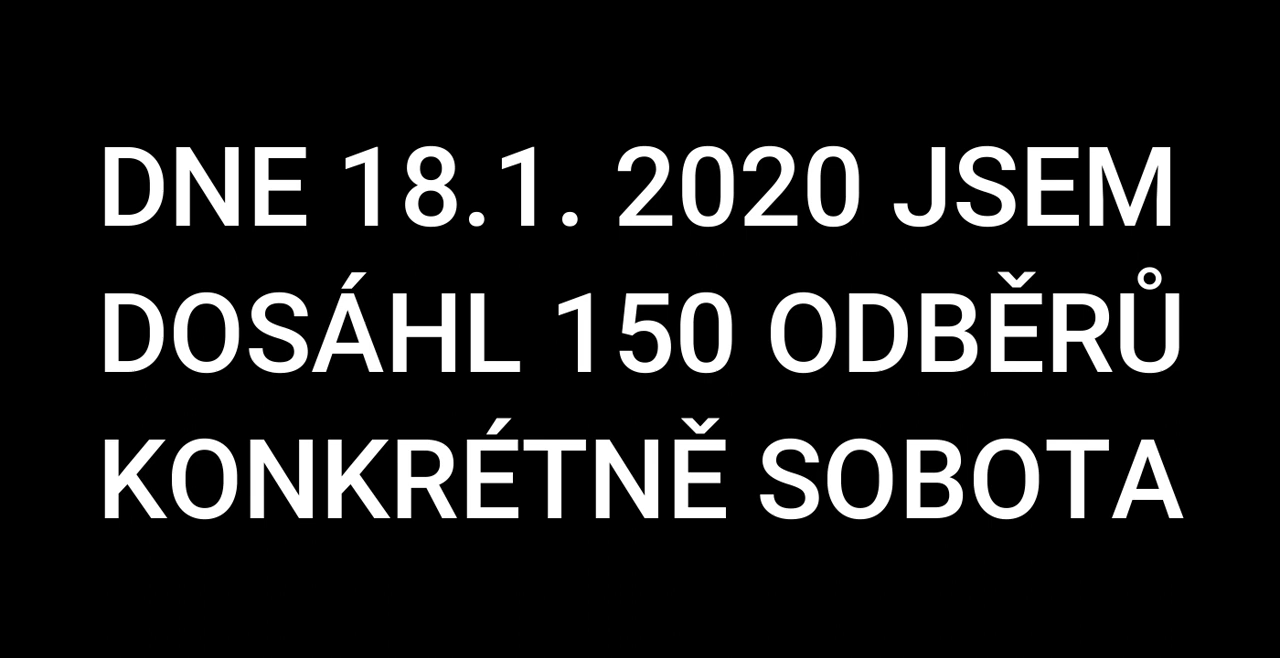 DNE 18.1. 2020 JSEM
DOSÁHL 150 ODBĚRŮ
KONKRÉTNĚ SOBOTA